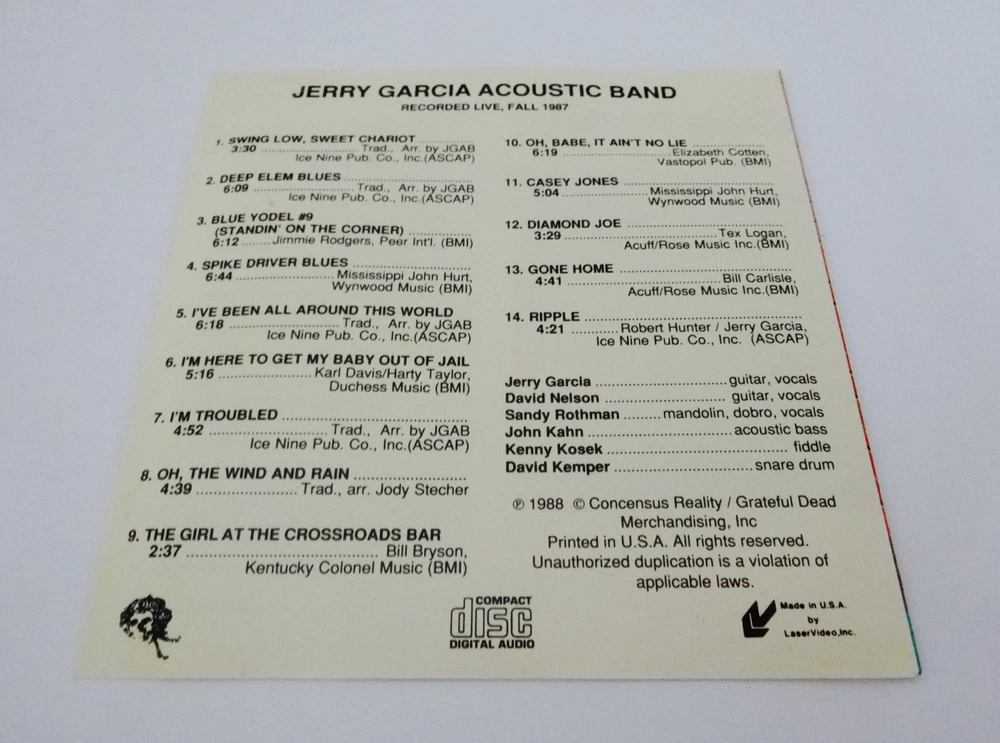 JERRY GARCIA ACOUSTIC BAND
RECORDED LIVE, FALL 1987
1. SWING LOW, SWEET CHARIOT ..............
3:30 ........................ Trad., Arr. by JGAB
Ice Nine Pub. Co., Inc.(ASCAP)
2. DEEP ELEM BLUES ................................
6:09 ........................ Trad., Arr. by JGAB
Ice Nine Pub. Co., Inc.(ASCAP)
3. BLUE YODEL #9
(STANDIN' ON THE CORNER) ................
6:12 ....... Jimmie Rodgers, Peer Int'l. (BMI)
4. SPIKE DRIVER BLUES .............................
6:44 ........................ Mississippi John Hurt,
Wynwood Music (BMI)
5. I'VE BEEN ALL AROUND THIS WORLD
6:18 ........................ Trad., Arr. by JGAB
Ice Nine Pub. Co., Inc.(ASCAP)
6. I'M HERE TO GET MY BABY OUT OF JAIL
5:16 ........................ Karl Davis/Harty Taylor,
Duchess Music (BMI)
7. I'M TROUBLED ........................................
4:52 ................................ Trad., Arr. by JGAB
Ice Nine Pub. Co., Inc.(ASCAP)
8. OH, THE WIND AND RAIN ........................
4:39 ........................ Trad., arr. Jody Stecher
9. THE GIRL AT THE CROSSROADS BAR
2:37 ........................................ Bill Bryson,
Kentucky Colonel Music (BMI)
10. OH, BABE, IT AIN'T NO LIE ....................
6:19 ................................ Elizabeth Cotten,
Vastopol Pub. (BMI)
11. CASEY JONES ........................................
5:04 ........................ Mississippi John Hurt,
Wynwood Music (BMI)
12. DIAMOND JOE ........................................
3:29 ........................................ Tex Logan,
Acuff/Rose Music Inc.(BMI)
13. GONE HOME ........................................
4:41 ........................................ Bill Carlisle,
Acuff/Rose Music Inc.(BMI)
14. RIPPLE ................................................
4:21 ............ Robert Hunter / Jerry Garcia,
Ice Nine Pub. Co., Inc. (ASCAP)
Jerry Garcia ................................ guitar, vocals
David Nelson ................................ guitar, vocals
Sandy Rothman ......... mandolin, dobro, vocals
John Kahn ................................ acoustic bass
Kenny Kosek ........................................ fiddle
David Kemper ................................ snare drum
℗ 1988 © Concensus Reality / Grateful Dead
Merchandising, Inc
Printed in U.S.A. All rights reserved.
Unauthorized duplication is a violation of
applicable laws.
COMPACT
disc
DIGITAL AUDIO
Made in U.S.A.
by
LaserVideo,Inc.